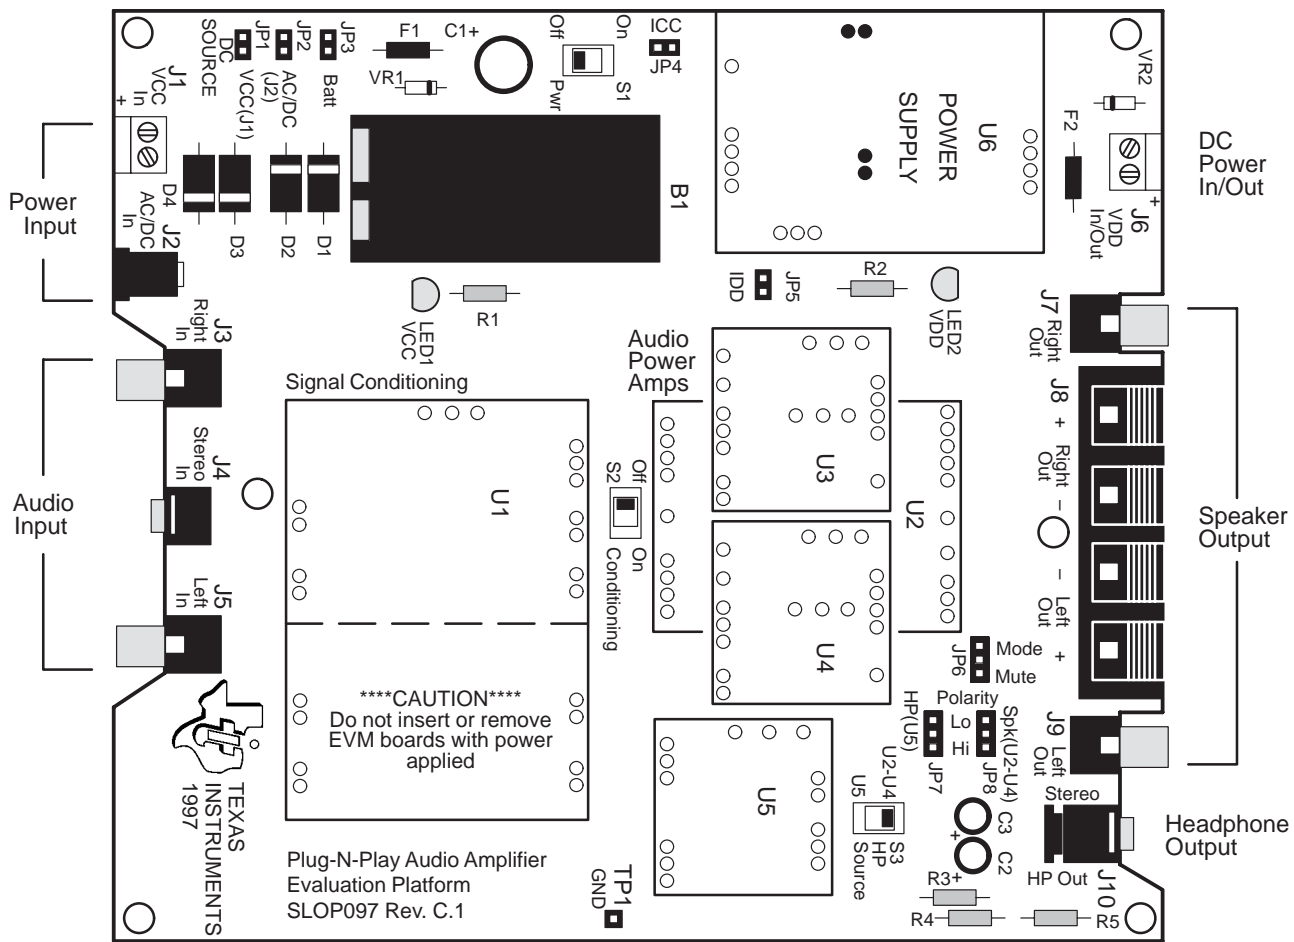 Power
Input
Audio
Input
J1
VCC
In
+
SOURCE
DC
JP1
VCC(J1)
JP2
AC/DC
(J2)
JP3
Batt
F1
VR1
C1+
Off
On
Pwr
S1
ICC
JP4
U6
POWER
SUPPLY
VR2
F2
DC
Power
In/Out
J6
VDD
In/Out
+
D4
D3
D2
D1
B1
J2
AC/DC
In
J3
Right
In
LED1
VCC
R1
IDD
JP5
R2
LED2
VDD
J7
Right
Out
Signal Conditioning
Audio
Power
Amps
J8
+
Right
Out
–
–
Left
Out
+
Speaker
Output
J4
Stereo
In
U1
S2
Off
On
Conditioning
U3
U2
U4
J5
Left
In
JP6
Mode
Mute
Polarity
HP(U5)
Lo
Hi
Spk(U2-U4)
JP7
JP8
J9
Left
Out
****CAUTION****
Do not insert or remove
EVM boards with power
applied
TEXAS
INSTRUMENTS
1997
U5
U2-U4
U5
S3
HP
Source
C3
+
C2
Stereo
HP Out
J10
Headphone
Output
Plug-N-Play Audio Amplifier
Evaluation Platform
SLOP097 Rev. C.1
TP1
GND
R3+
R4
R5